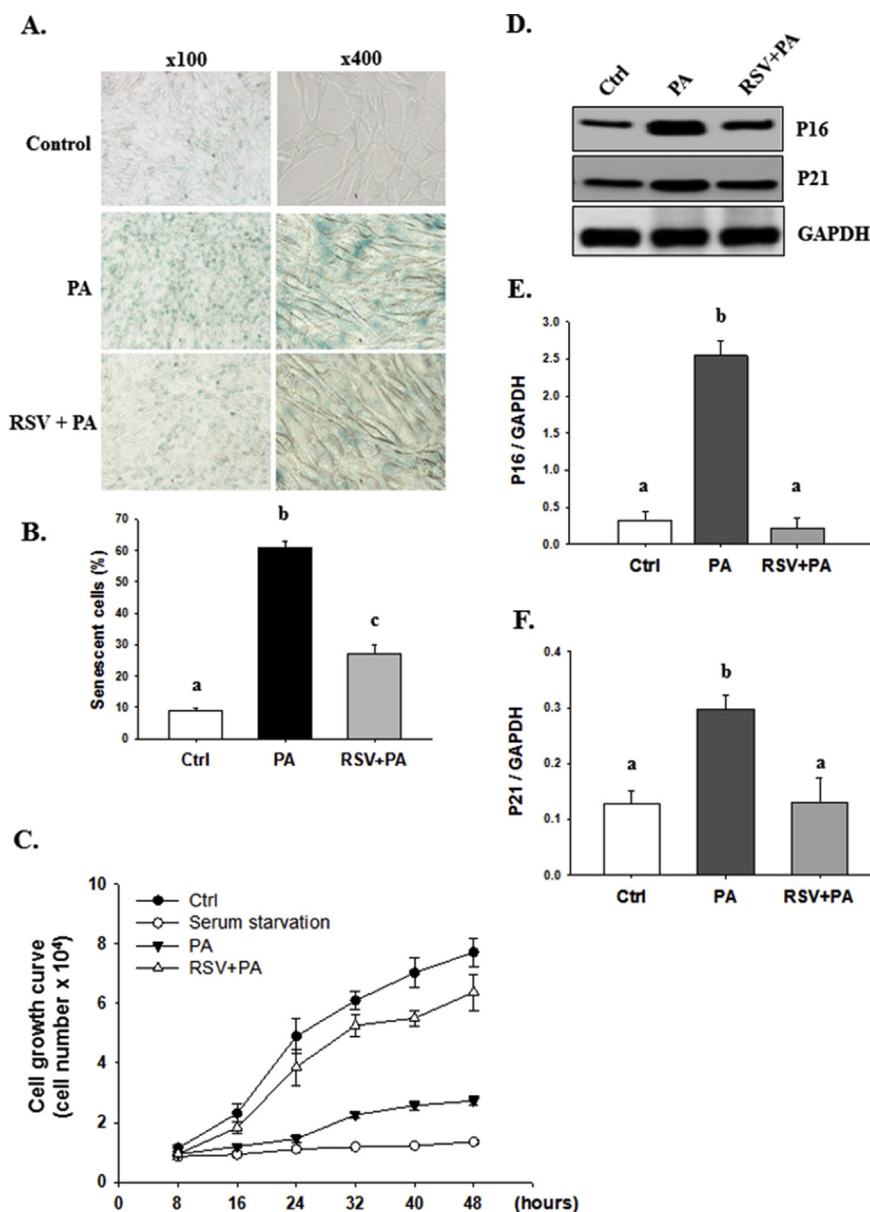 A.
x100 x400
Control
PA
RSV + PA
B.
Senescent cells (%)
70
60
50
40
30
20
10
0
a
b
c
Ctrl PA RSV+PA
C.
Cell growth curve
(cell number x 10⁴)
10
8
6
4
2
0
Ctrl
Serum starvation
PA
RSV+PA
0 8 16 24 32 40 48 (hours)
D.
Ctrl PA RSV+PA
P16
P21
GAPDH
E.
P16 / GAPDH
3.0
2.5
2.0
1.5
1.0
0.5
0.0
a
b
a
Ctrl PA RSV+PA
F.
P21 / GAPDH
0.4
0.3
0.2
0.1
0.0
a
b
a
Ctrl PA RSV+PA